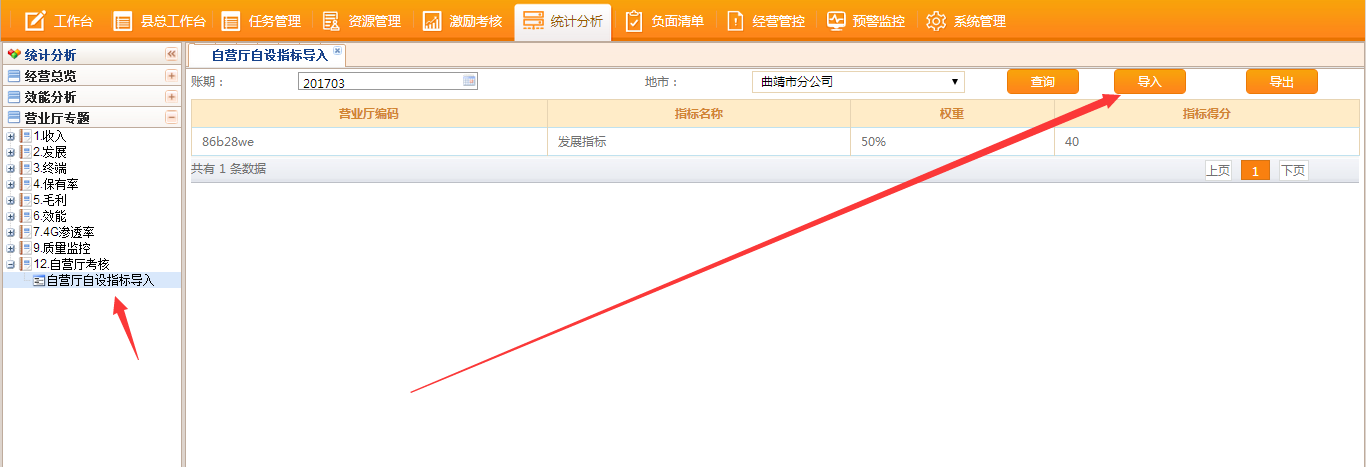 工作台 县总工作台 任务管理 资源管理 激励考核 统计分析 负面清单 经营管控 预警监控 系统管理
统计分析
经营总览
效能分析
营业厅专题
1.收入
2.发展
3.终端
4.保有率
5.毛利
6.效能
7.4G渗透率
9.质量监控
12.自营厅考核
自营厅自设指标导入
自营厅自设指标导入
账期： 201703 地市： 曲靖市分公司 查询 导入 导出
营业厅编码 指标名称 权重 指标得分
86b28we 发展指标 50% 40
共有 1 条数据 上页 1 下页